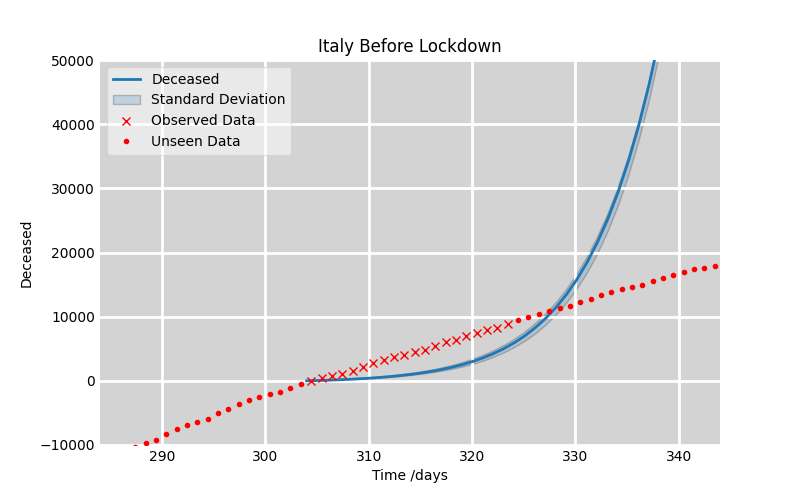 Italy Before Lockdown
50000
40000
30000
20000
10000
0
−10000
Deceased
Deceased
Standard Deviation
Observed Data
Unseen Data
290 300 310 320 330 340
Time /days